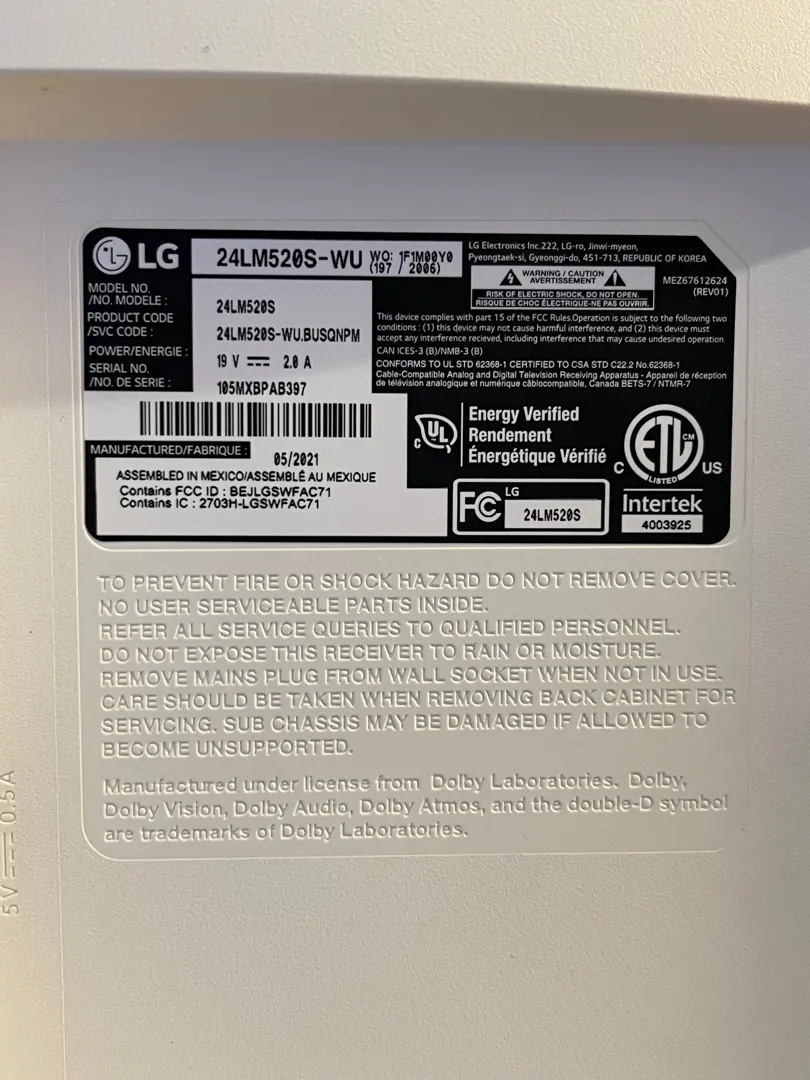 LG
24LM520S-WU
WO: 1F1M00Y0
(197 / 2006)
LG Electronics Inc.222, LG-ro, Jinwi-myeon,
Pyeongtaek-si, Gyeonggi-do, 451-713, REPUBLIC OF KOREA
WARNING / CAUTION
AVERTISSEMENT
RISK OF ELECTRIC SHOCK, DO NOT OPEN.
RISQUE DE CHOC ÉLECTRIQUE-NE PAS OUVRIR.
MEZ67612624
(REV01)
MODEL NO.
/NO. MODELE : 24LM520S
PRODUCT CODE
/SVC CODE : 24LM520S-WU.BUSQNPM
POWER/ENERGIE : 19 V 2.0 A
SERIAL NO.
/NO. DE SERIE : 105MXBPAB397
This device complies with part 15 of the FCC Rules.Operation is subject to the following two
conditions : (1) this device may not cause harmful interference, and (2) this device must
accept any interference recieved, including interference that may cause undesired operation.
CAN ICES-3 (B)/NMB-3 (B)
CONFORMS TO UL STD 62368-1 CERTIFIED TO CSA STD C22.2 No.62368-1
Cable-Compatible Analog and Digital Television Receiving Apparatus - Appareil de réception
de télévision analogique et numérique câblocompatible, Canada BETS-7 / NTMR-7
MANUFACTURED/FABRIQUE : 05/2021
ASSEMBLED IN MEXICO/ASSEMBLÉ AU MEXIQUE
Contains FCC ID : BEJLGSWFAC71
Contains IC : 2703H-LGSWFAC71
C UL
Energy Verified
Rendement
Énergétique Vérifié
FC LG
24LM520S
C ETL CM US
LISTED
Intertek
4003925
TO PREVENT FIRE OR SHOCK HAZARD DO NOT REMOVE COVER.
NO USER SERVICEABLE PARTS INSIDE.
REFER ALL SERVICE QUERIES TO QUALIFIED PERSONNEL.
DO NOT EXPOSE THIS RECEIVER TO RAIN OR MOISTURE.
REMOVE MAINS PLUG FROM WALL SOCKET WHEN NOT IN USE.
CARE SHOULD BE TAKEN WHEN REMOVING BACK CABINET FOR
SERVICING. SUB CHASSIS MAY BE DAMAGED IF ALLOWED TO
BECOME UNSUPPORTED.
Manufactured under license from Dolby Laboratories. Dolby,
Dolby Vision, Dolby Audio, Dolby Atmos, and the double-D symbol
are trademarks of Dolby Laboratories.
5V 0.5A